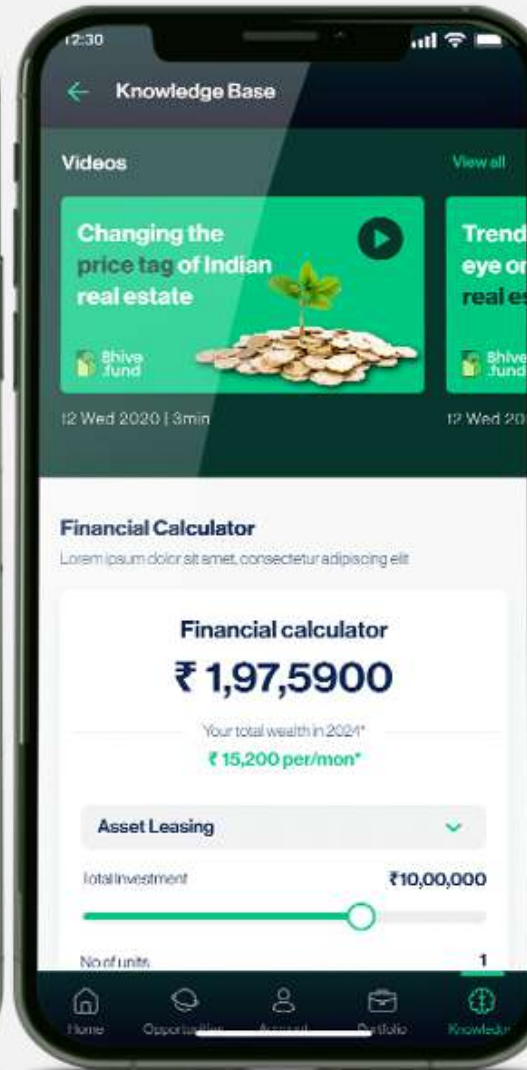 12:30
Knowledge Base
Videos
View all
Changing the
price tag of Indian
real estate
Bhive
.fund
12 Wed 2020 | 3min
Trend
eye on
real es
Bhive
.fund
12 Wed 20
Financial Calculator
Lorem ipsum dolor sit amet, consectetur adipiscing elit
Financial calculator
₹ 1,97,5900
Your total wealth in 2024*
₹ 15,200 per/mon*
Asset Leasing
Total Investment
₹10,00,000
No of units
1
Home
Opportunities
Account
Portfolio
Knowledge